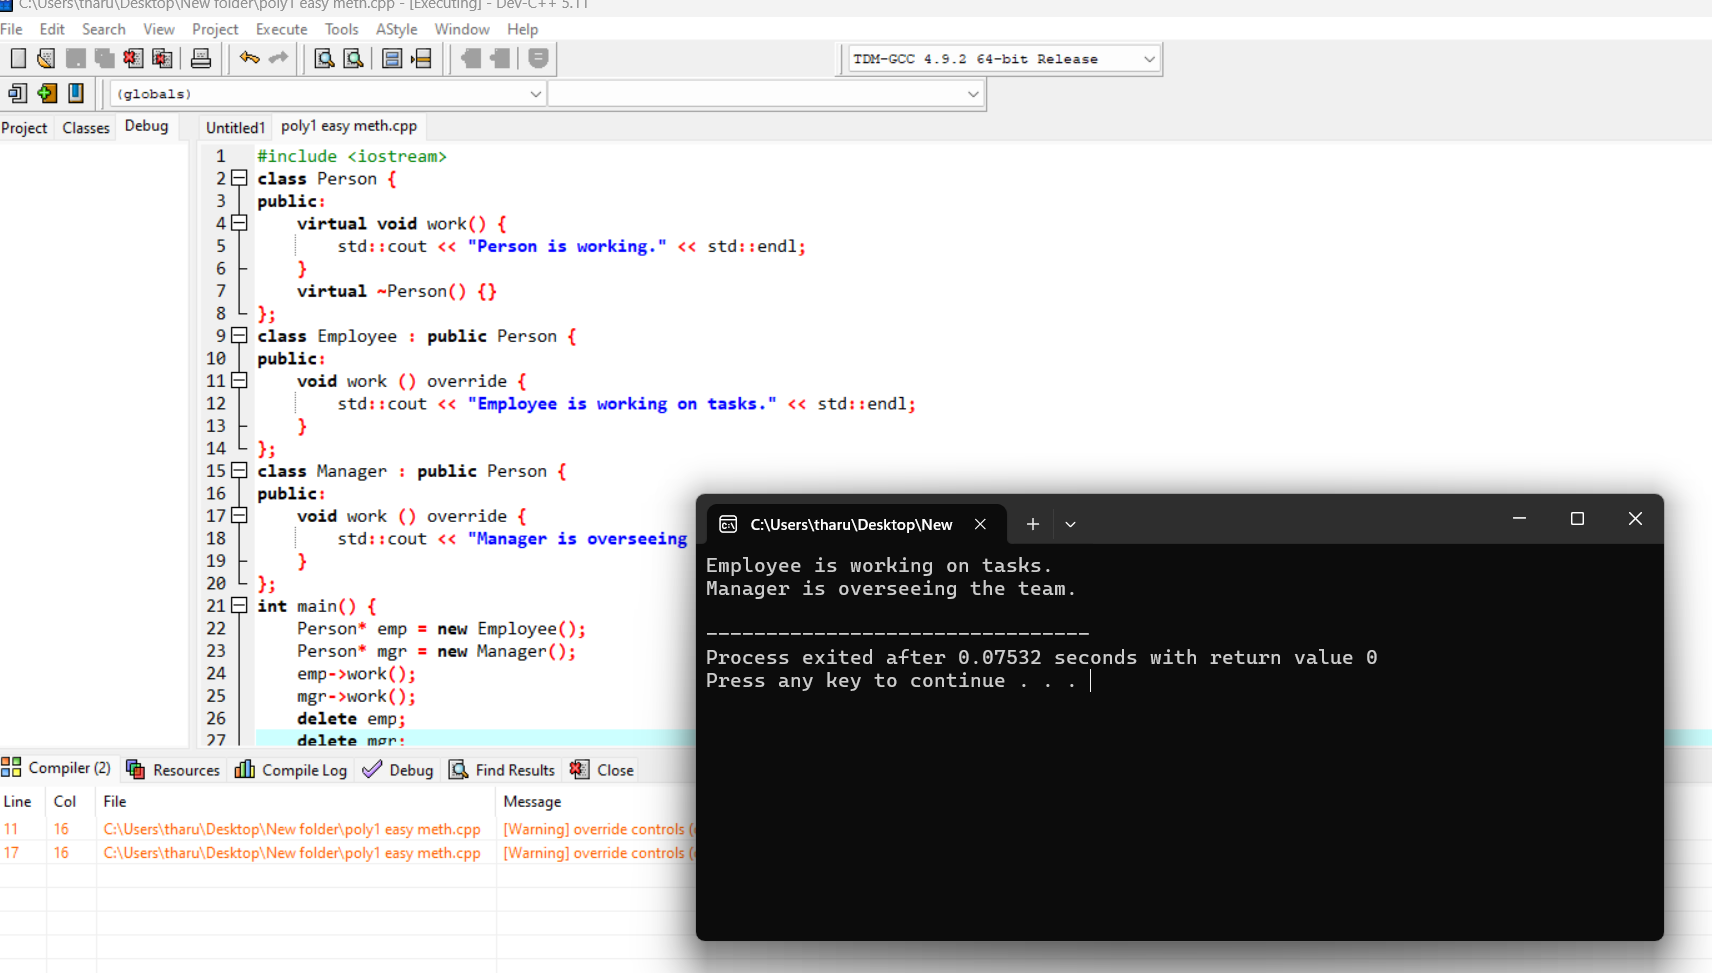 C:\Users\tharu\Desktop\New folder\poly1 easy meth.cpp - [Executing] - Dev-C++ 5.11
File Edit Search View Project Execute Tools AStyle Window Help
TDM-GCC 4.9.2 64-bit Release
(globals)
Project Classes Debug Untitled1 poly1 easy meth.cpp
1 #include <iostream>
2 class Person {
3 public:
4 virtual void work() {
5 std::cout << "Person is working." << std::endl;
6 }
7 virtual ~Person() {}
8 };
9 class Employee : public Person {
10 public:
11 void work () override {
12 std::cout << "Employee is working on tasks." << std::endl;
13 }
14 };
15 class Manager : public Person {
16 public:
17 void work () override {
18 std::cout << "Manager is overseeing
19 }
20 };
21 int main() {
22 Person* emp = new Employee();
23 Person* mgr = new Manager();
24 emp->work();
25 mgr->work();
26 delete emp;
27 delete mgr;
C:\Users\tharu\Desktop\New
Employee is working on tasks.
Manager is overseeing the team.
--------------------------------
Process exited after 0.07532 seconds with return value 0
Press any key to continue . . .
Compiler (2) Resources Compile Log Debug Find Results Close
Line Col File Message
11 16 C:\Users\tharu\Desktop\New folder\poly1 easy meth.cpp [Warning] override controls (
17 16 C:\Users\tharu\Desktop\New folder\poly1 easy meth.cpp [Warning] override controls (